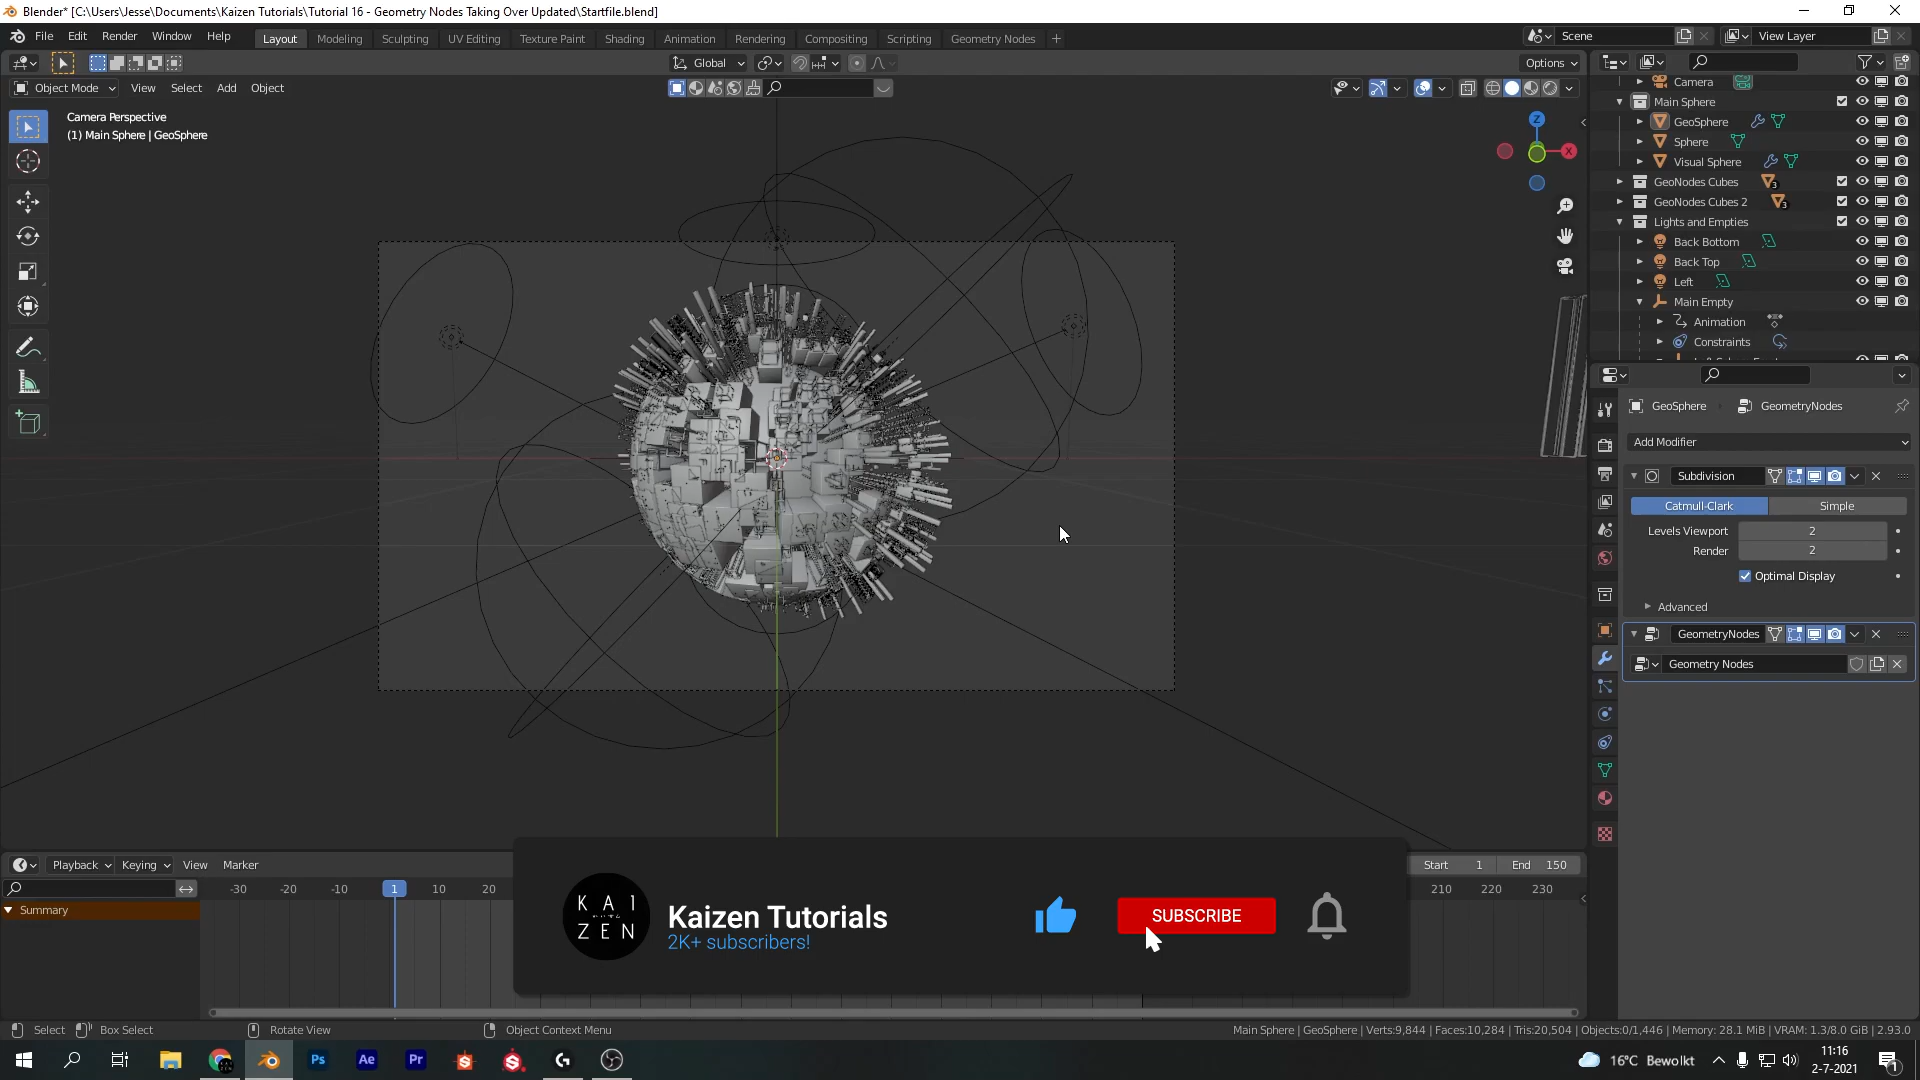 Blender* [C:\Users\Jesse\Documents\Kaizen Tutorials\Tutorial 16 - Geometry Nodes Taking Over Updated\Startfile.blend]
File Edit Render Window Help
Layout Modeling Sculpting UV Editing Texture Paint Shading Animation Rendering Compositing Scripting Geometry Nodes +
Scene
View Layer
Global
Options
Object Mode View Select Add Object
Camera Perspective
(1) Main Sphere | GeoSphere
Z
X
Camera
Main Sphere
GeoSphere
Sphere
Visual Sphere
GeoNodes Cubes 3
GeoNodes Cubes 2 3
Lights and Empties
Back Bottom
Back Top
Left
Main Empty
Animation
Constraints
GeoSphere GeometryNodes
Add Modifier
Subdivision
Catmull-Clark Simple
Levels Viewport 2
Render 2
Optimal Display
Advanced
GeometryNodes
Geometry Nodes
Playback Keying View Marker
Start 1 End 150
-30 -20 -10 1 10 20 210 220 230
Summary
KAI
ZEN
Kaizen Tutorials
2K+ subscribers!
SUBSCRIBE
Select Box Select Rotate View Object Context Menu
Main Sphere | GeoSphere | Verts:9,844 | Faces:10,284 | Tris:20,504 | Objects:0/1,446 | Memory: 28.1 MiB | VRAM: 1.3/8.0 GiB | 2.93.0
Ps Ae Pr
16°C Bewolkt
11:16
2-7-2021
1